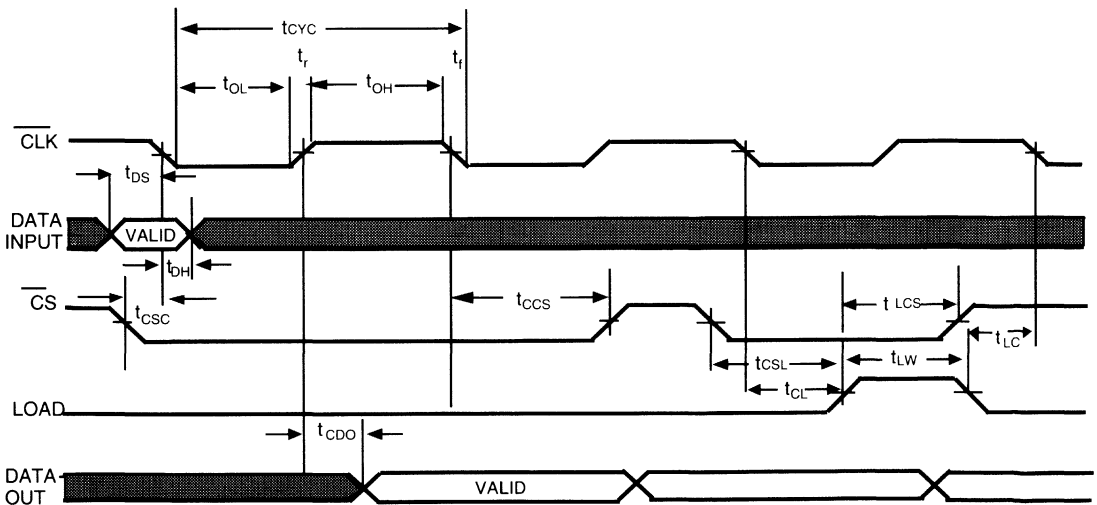 tCYC
tr
tf
tOL
tOH
CLK
tDS
DATA INPUT
VALID
tDH
CS
tCSC
tCCS
t LCS
tLC
tCSL
tLW
tCL
LOAD
tCDO
DATA OUT
VALID